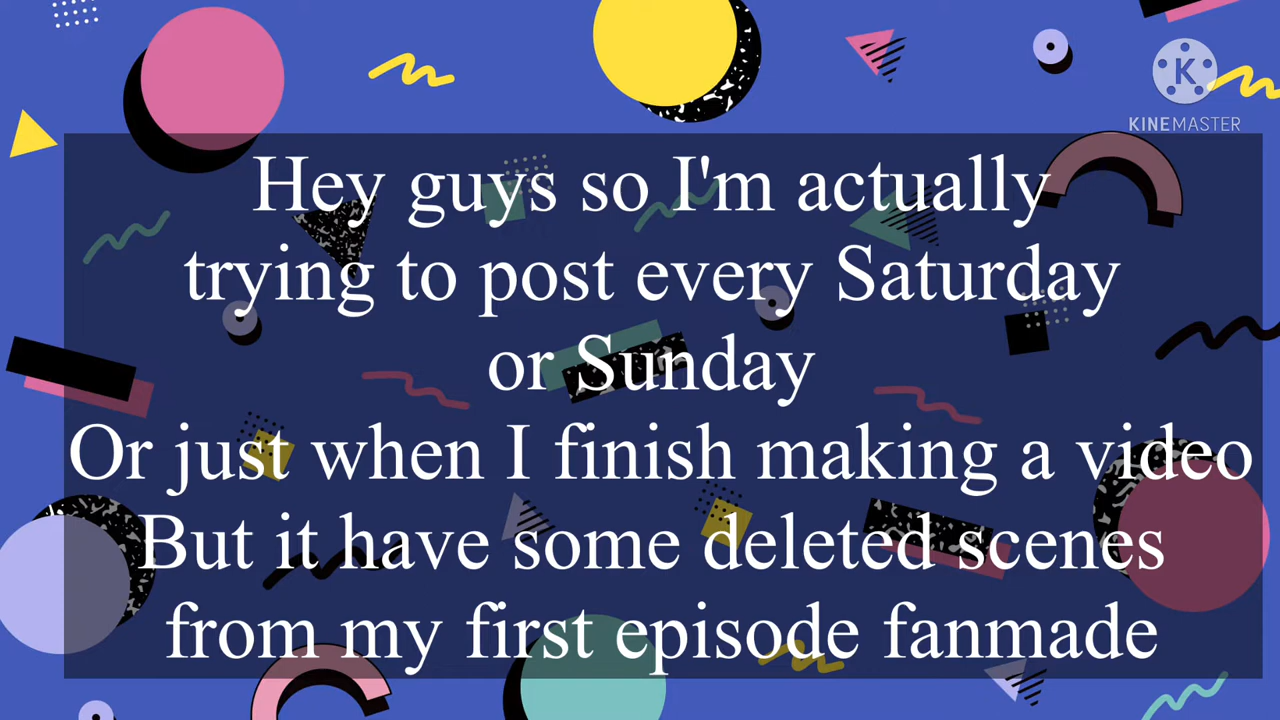 K
KINEMASTER
Hey guys so I'm actually
trying to post every Saturday
or Sunday
Or just when I finish making a video
But it have some deleted scenes
from my first episode fanmade